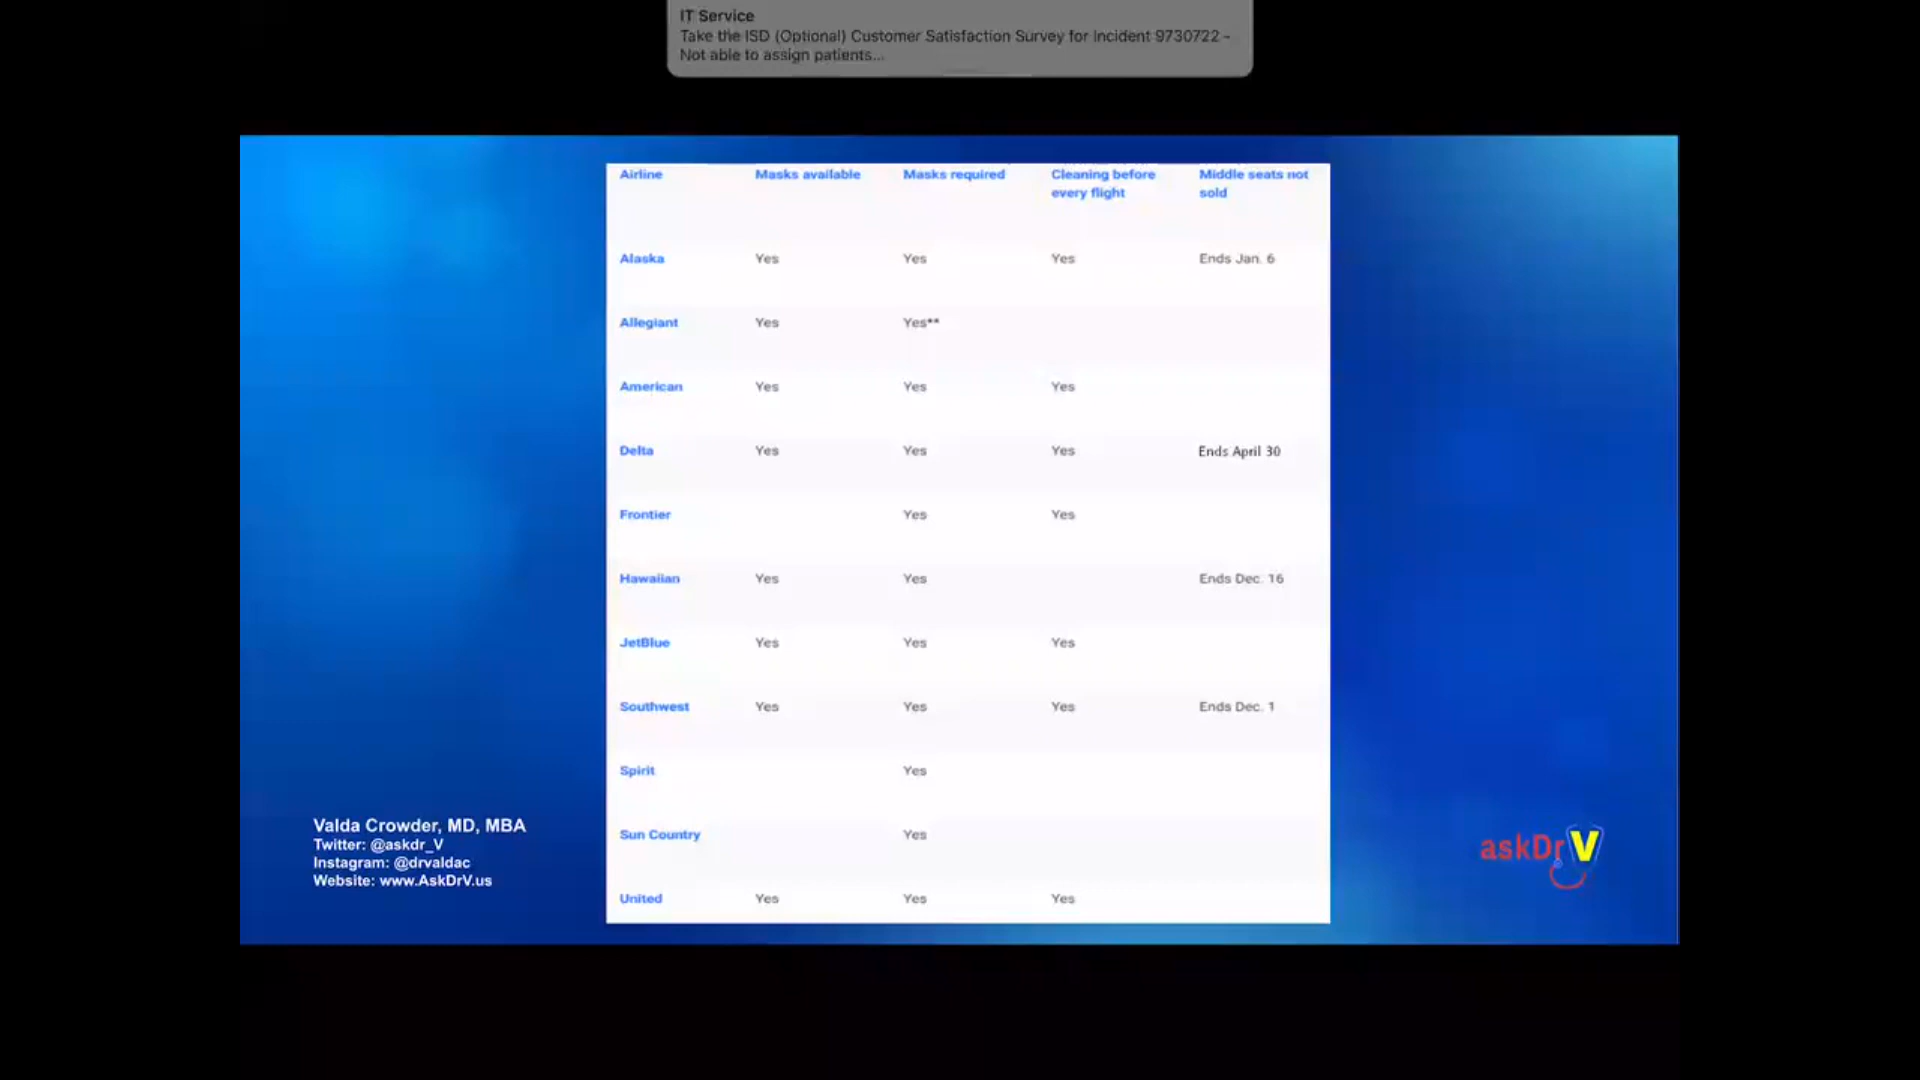 IT Service
Take the ISD (Optional) Customer Satisfaction Survey for Incident 9730722 -
Not able to assign patients...
Airline Masks available Masks required Cleaning before every flight Middle seats not sold
Alaska Yes Yes Yes Ends Jan. 6
Allegiant Yes Yes**
American Yes Yes Yes
Delta Yes Yes Yes Ends April 30
Frontier Yes Yes
Hawaiian Yes Yes Ends Dec. 16
JetBlue Yes Yes Yes
Southwest Yes Yes Yes Ends Dec. 1
Spirit Yes
Sun Country Yes
United Yes Yes Yes
Valda Crowder, MD, MBA
Twitter: @askdr_V
Instagram: @drvaldac
Website: www.AskDrV.us
askDrV